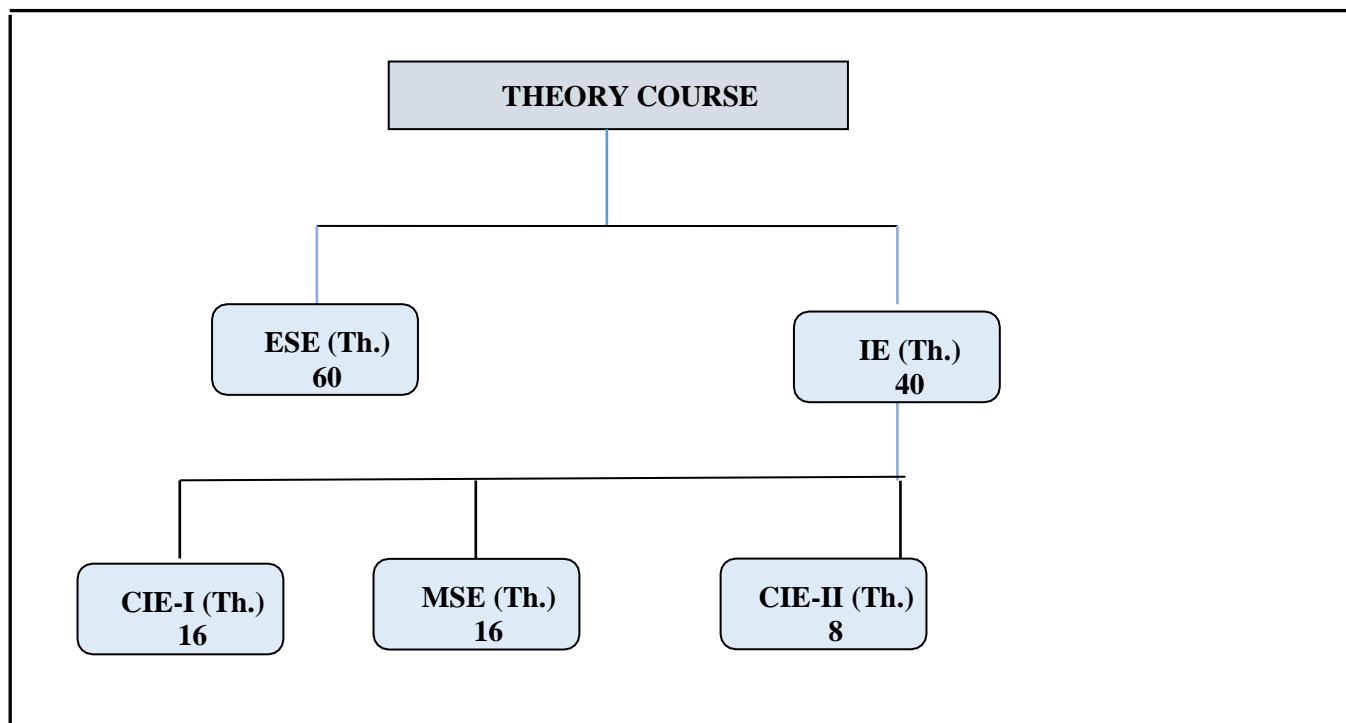 THEORY COURSE
ESE (Th.)
60
IE (Th.)
40
CIE-I (Th.)
16
MSE (Th.)
16
CIE-II (Th.)
8